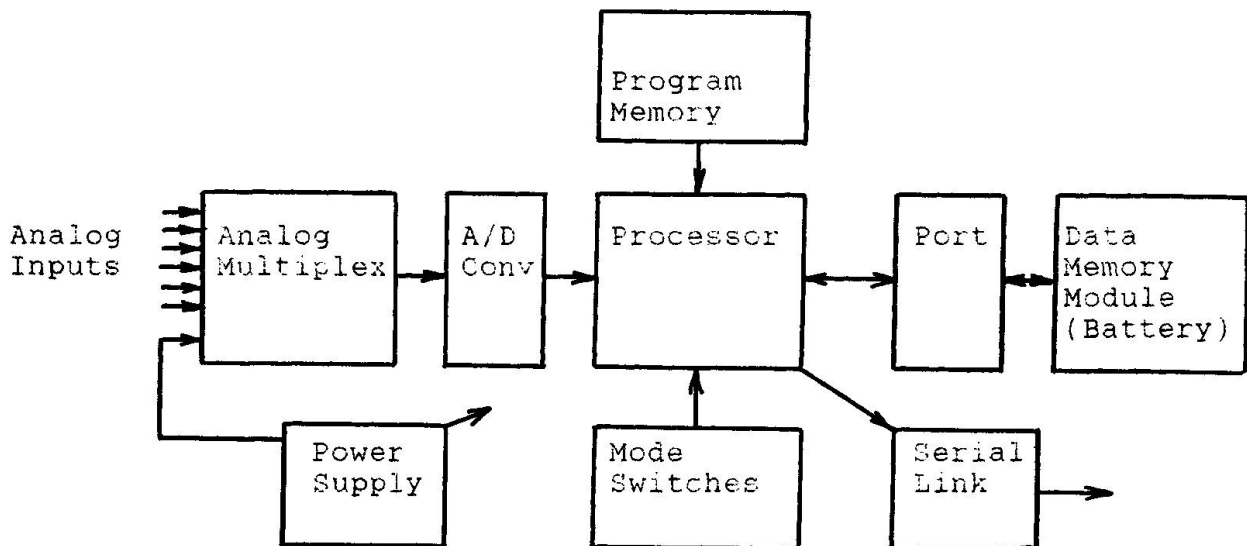 Program
Memory
Analog
Inputs
Analog
Multiplex
A/D
Conv
Processor
Port
Data
Memory
Module
(Battery)
Power
Supply
Mode
Switches
Serial
Link